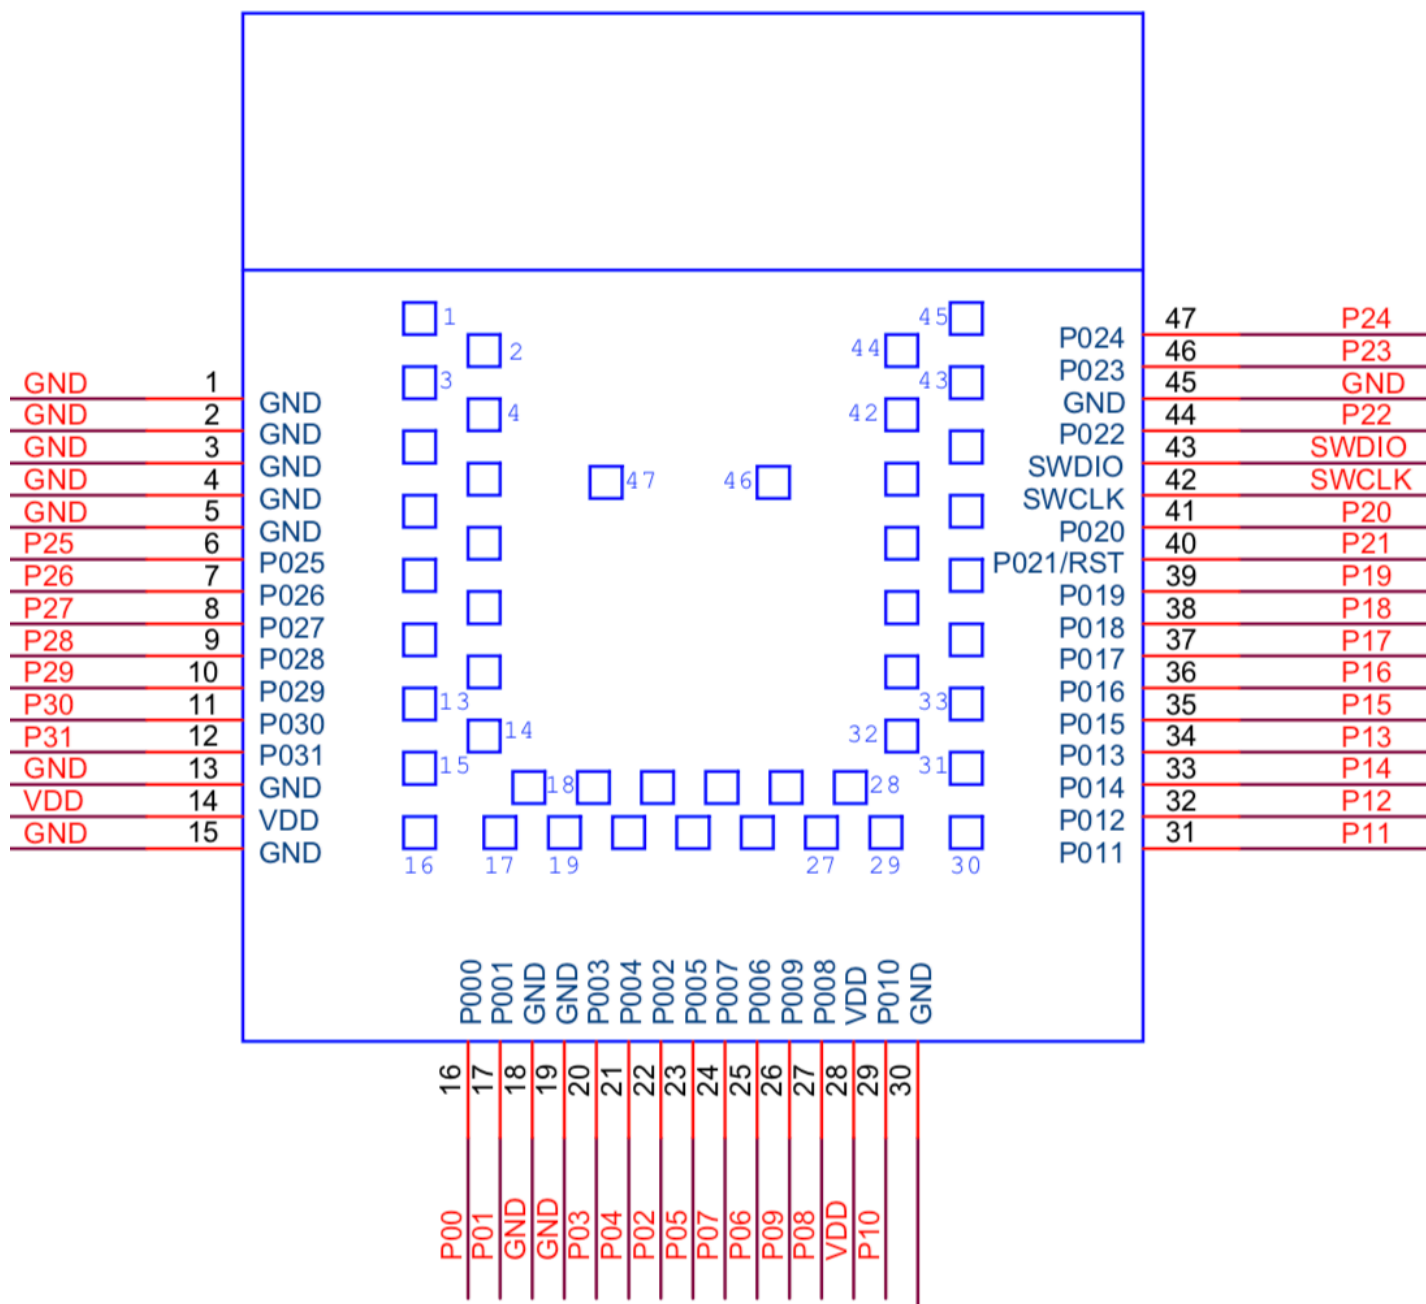 1 45 47 P24
P024
2 44 46 P23
P023
GND 1 3 43 45 GND
GND GND
GND 2 4 42 44 P22
GND P022
GND 3 43 SWDIO
GND SWDIO
GND 4 47 46 42 SWCLK
GND SWCLK
GND 5 41 P20
GND P020
P25 6 40 P21
P025 P021/RST
P26 7 39 P19
P026 P019
P27 8 38 P18
P027 P018
P28 9 37 P17
P028 P017
P29 10 36 P16
P029 P016
P30 11 13 33 35 P15
P030 P015
P31 12 14 32 34 P13
P031 P013
GND 13 15 31 33 P14
GND 18 28 P014
VDD 14 32 P12
VDD P012
GND 15 31 P11
GND P011
16 17 19 27 29 30
P000 P001 GND GND P003 P004 P002 P005 P007 P006 P009 P008 VDD P010 GND
16 17 18 19 20 21 22 23 24 25 26 27 28 29 30
P00 P01 GND GND P03 P04 P02 P05 P07 P06 P09 P08 VDD P10